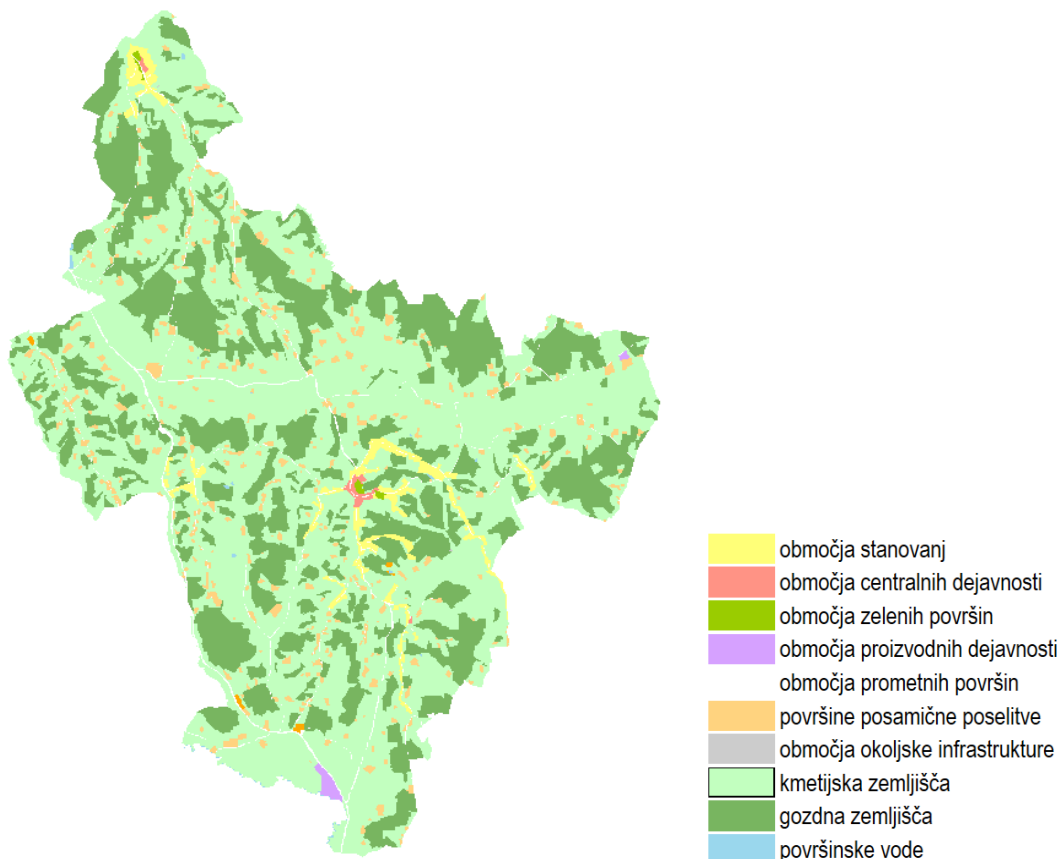 območja stanovanj
območja centralnih dejavnosti
območja zelenih površin
območja proizvodnih dejavnosti
območja prometnih površin
površine posamične poselitve
območja okoljske infrastrukture
kmetijska zemljišča
gozdna zemljišča
površinske vode